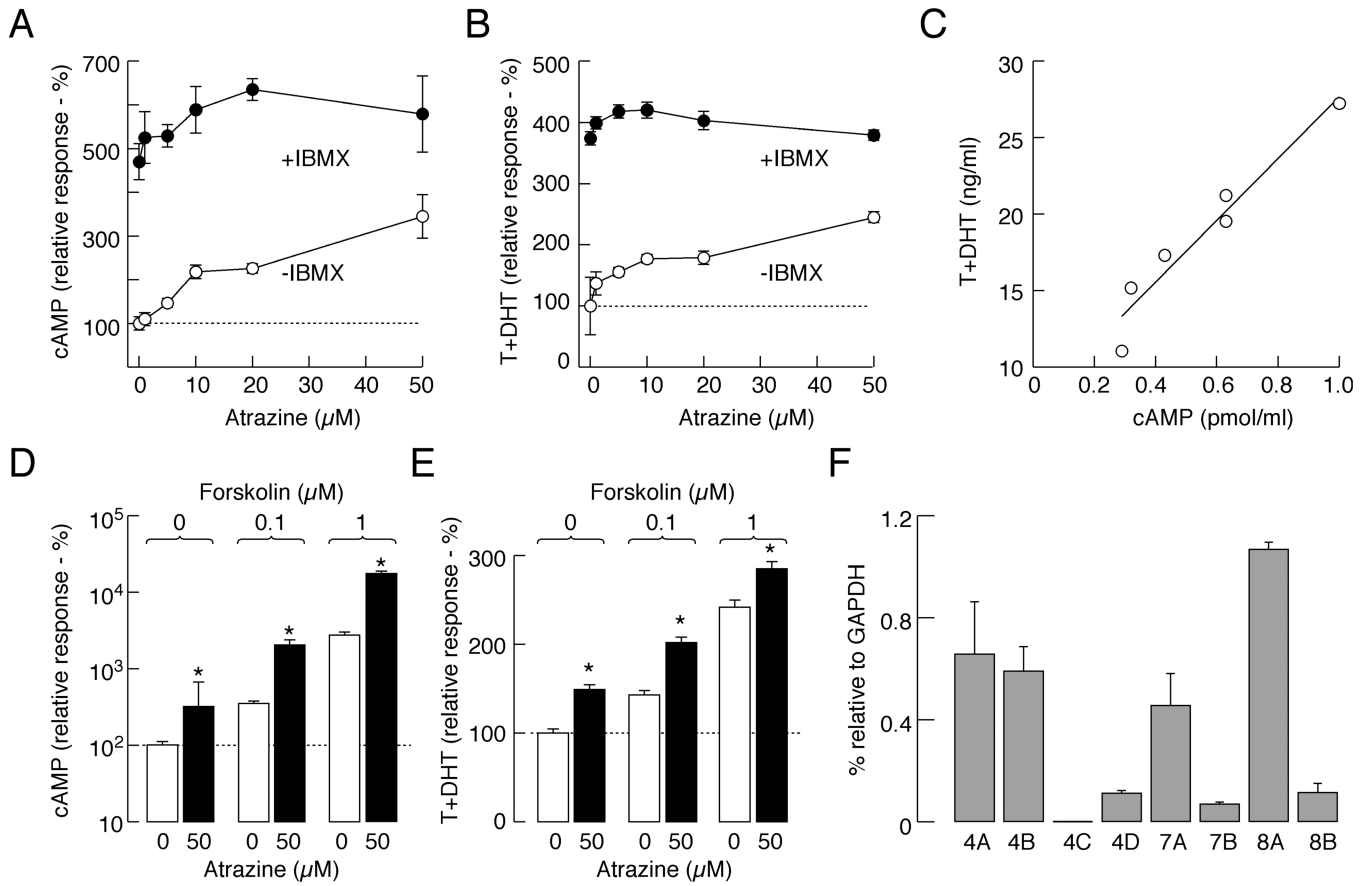 A
cAMP (relative response - %)
700
500
300
100
+IBMX
-IBMX
0 10 20 30 40 50
Atrazine (µM)
B
T+DHT (relative response - %)
500
400
300
200
100
0
+IBMX
-IBMX
0 10 20 30 40 50
Atrazine (µM)
C
T+DHT (ng/ml)
30
25
20
15
10
0 0.2 0.4 0.6 0.8 1.0
cAMP (pmol/ml)
D
Forskolin (µM)
0 0.1 1
cAMP (relative response - %)
10⁵
10⁴
10³
10²
10
* * *
0 50 0 50 0 50
Atrazine (µM)
E
Forskolin (µM)
0 0.1 1
T+DHT (relative response - %)
300
200
100
0
* * *
0 50 0 50 0 50
Atrazine (µM)
F
% relative to GAPDH
1.2
0.8
0.4
0
4A 4B 4C 4D 7A 7B 8A 8B